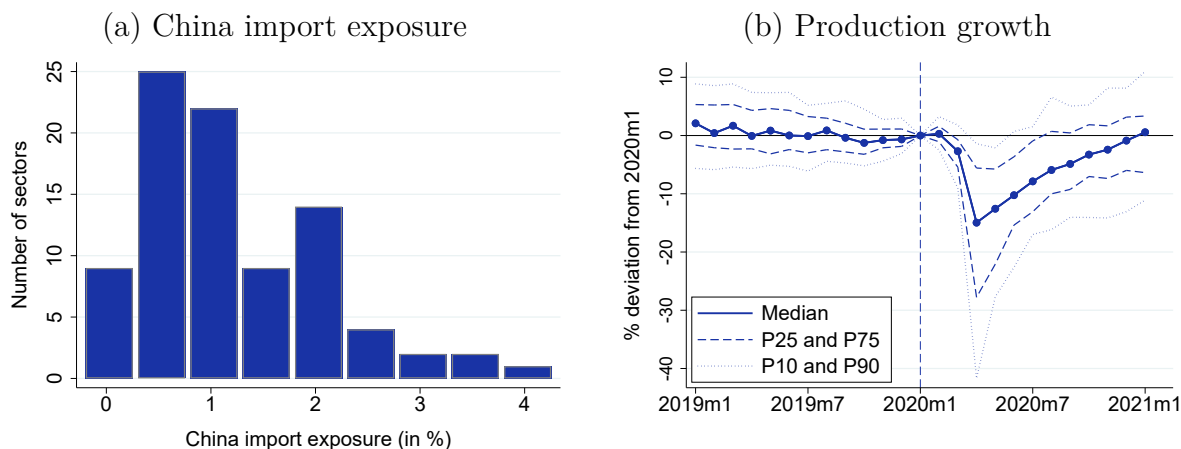 (a) China import exposure
Number of sectors
25
20
15
10
5
0
0 1 2 3 4
China import exposure (in %)
(b) Production growth
% deviation from 2020m1
10
0
-10
-20
-30
-40
Median
P25 and P75
P10 and P90
2019m1 2019m7 2020m1 2020m7 2021m1